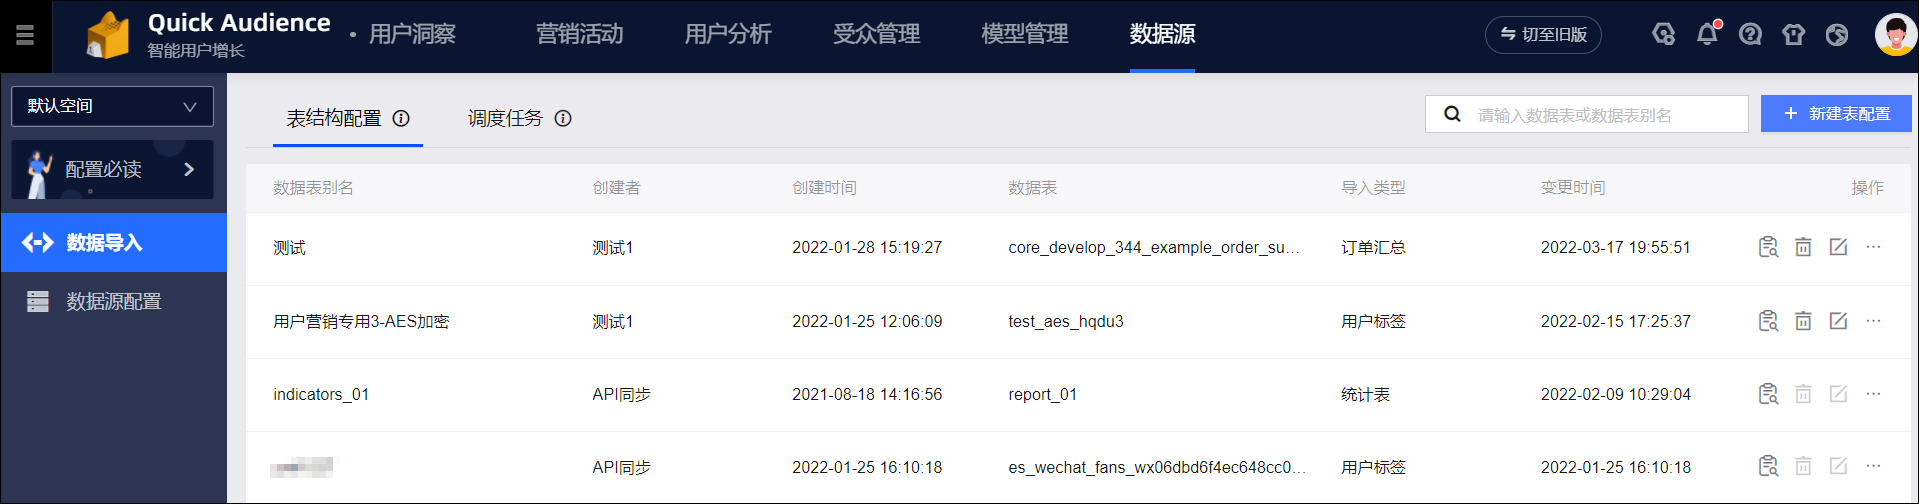 Quick Audience
智能用户增长
用户洞察
营销活动
用户分析
受众管理
模型管理
数据源
切至旧版
默认空间
配置必读
数据导入
数据源配置
表结构配置
调度任务
请输入数据表或数据表别名
+ 新建表配置
数据表别名 创建者 创建时间 数据表 导入类型 变更时间 操作
测试 测试1 2022-01-28 15:19:27 core_develop_344_example_order_su... 订单汇总 2022-03-17 19:55:51
用户营销专用3-AES加密 测试1 2022-01-25 12:06:09 test_aes_hqdu3 用户标签 2022-02-15 17:25:37
indicators_01 API同步 2021-08-18 14:16:56 report_01 统计表 2022-02-09 10:29:04
API同步 2022-01-25 16:10:18 es_wechat_fans_wx06dbd6f4ec648cc0... 用户标签 2022-01-25 16:10:18